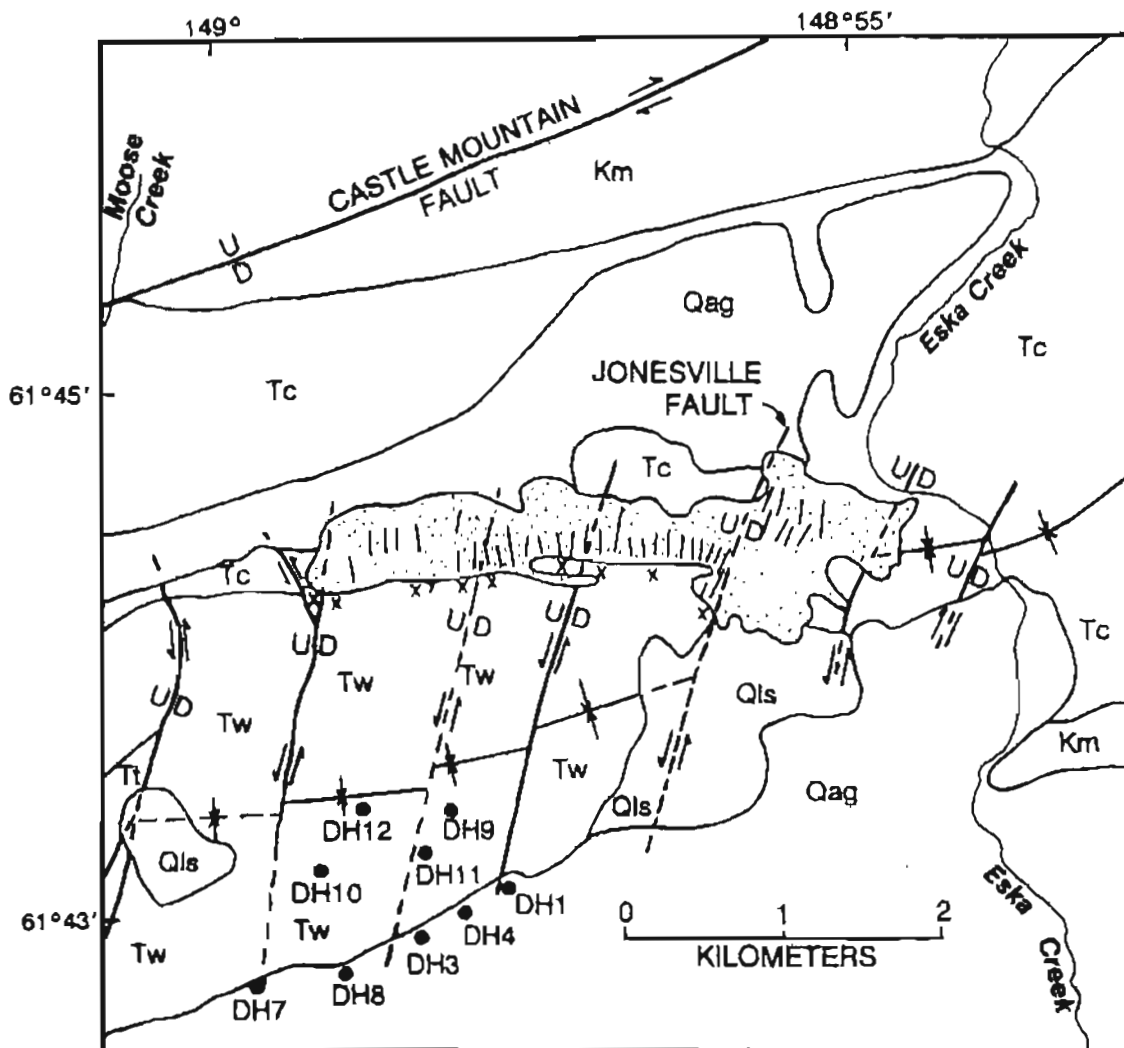 149°
148°55'
Moose
Creek
CASTLE MOUNTAIN
FAULT
Km
U
D
Qag
Eska Creek
Tc
Tc
61°45'
JONESVILLE
FAULT
Tc
U D
U D
Tc
x x x x x x x x x
U D
U D
U D
U D
Tc
Tw
Tw
Tw
Qls
Tt
Tw
Km
Qls
Qag
Qls
DH12
DH9
DH11
DH10
DH1
Eska
Creek
61°43'
Tw
Tw
DH4
DH3
DH8
DH7
0 1 2
KILOMETERS